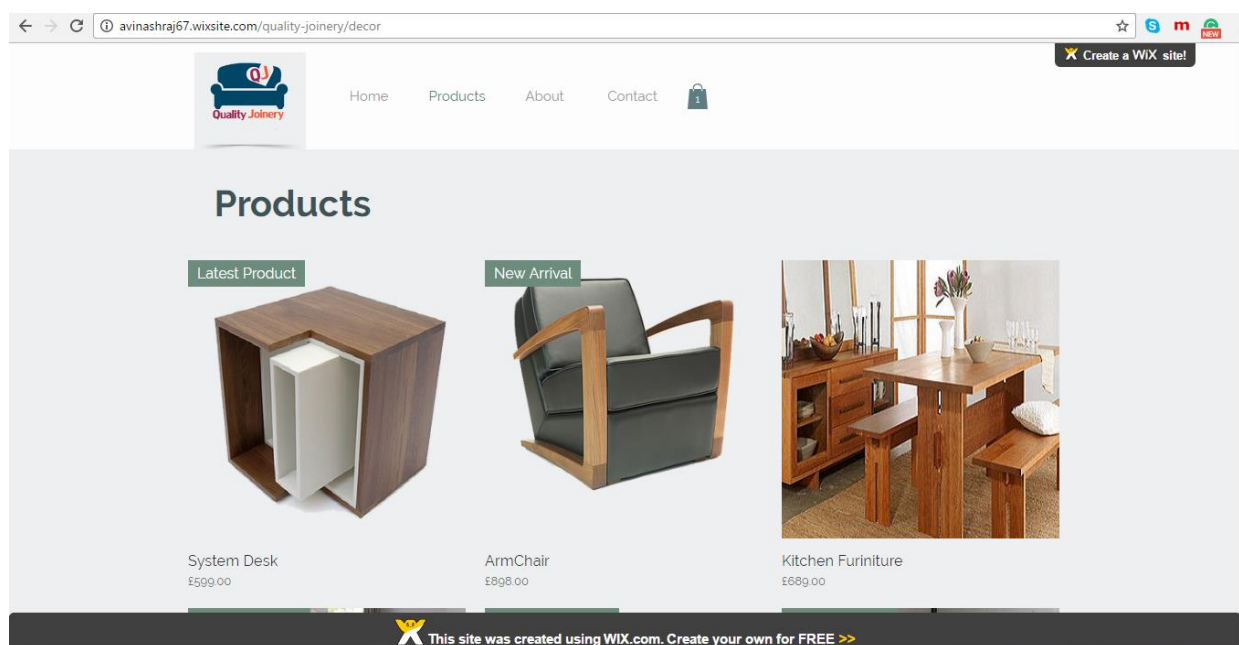 avinashraj67.wixsite.com/quality-joinery/decor
S m NEW
Create a WiX site!
QJ
Quality Joinery
Home Products About Contact 1
Products
Latest Product New Arrival
System Desk ArmChair Kitchen Furiniture
£599.00 £898.00 £689.00
This site was created using WIX.com. Create your own for FREE >>